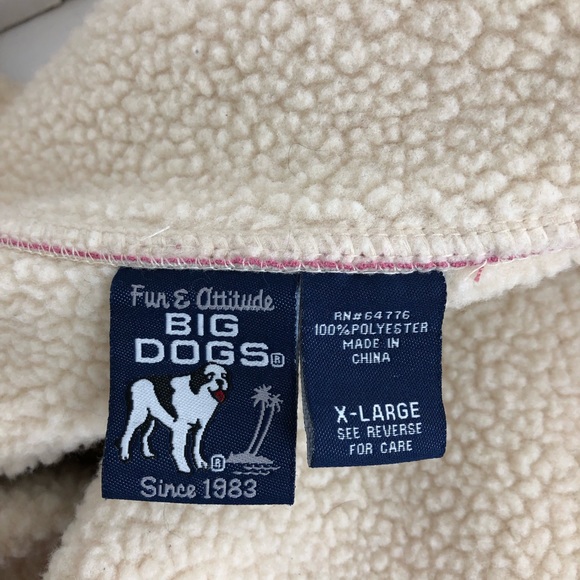 Fun & Attitude
BIG
DOGS®
®
Since 1983
RN# 64776
100% POLYESTER
MADE IN
CHINA
X-LARGE
SEE REVERSE
FOR CARE